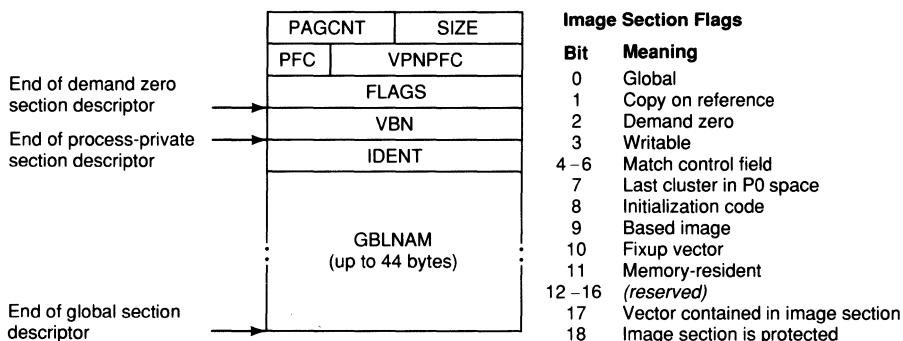 PAGCNT SIZE
PFC VPNPFC
FLAGS
VBN
IDENT
GBLNAM
(up to 44 bytes)
End of demand zero
section descriptor
End of process-private
section descriptor
End of global section
descriptor
Image Section Flags
Bit Meaning
0 Global
1 Copy on reference
2 Demand zero
3 Writable
4–6 Match control field
7 Last cluster in P0 space
8 Initialization code
9 Based image
10 Fixup vector
11 Memory-resident
12–16 (reserved)
17 Vector contained in image section
18 Image section is protected